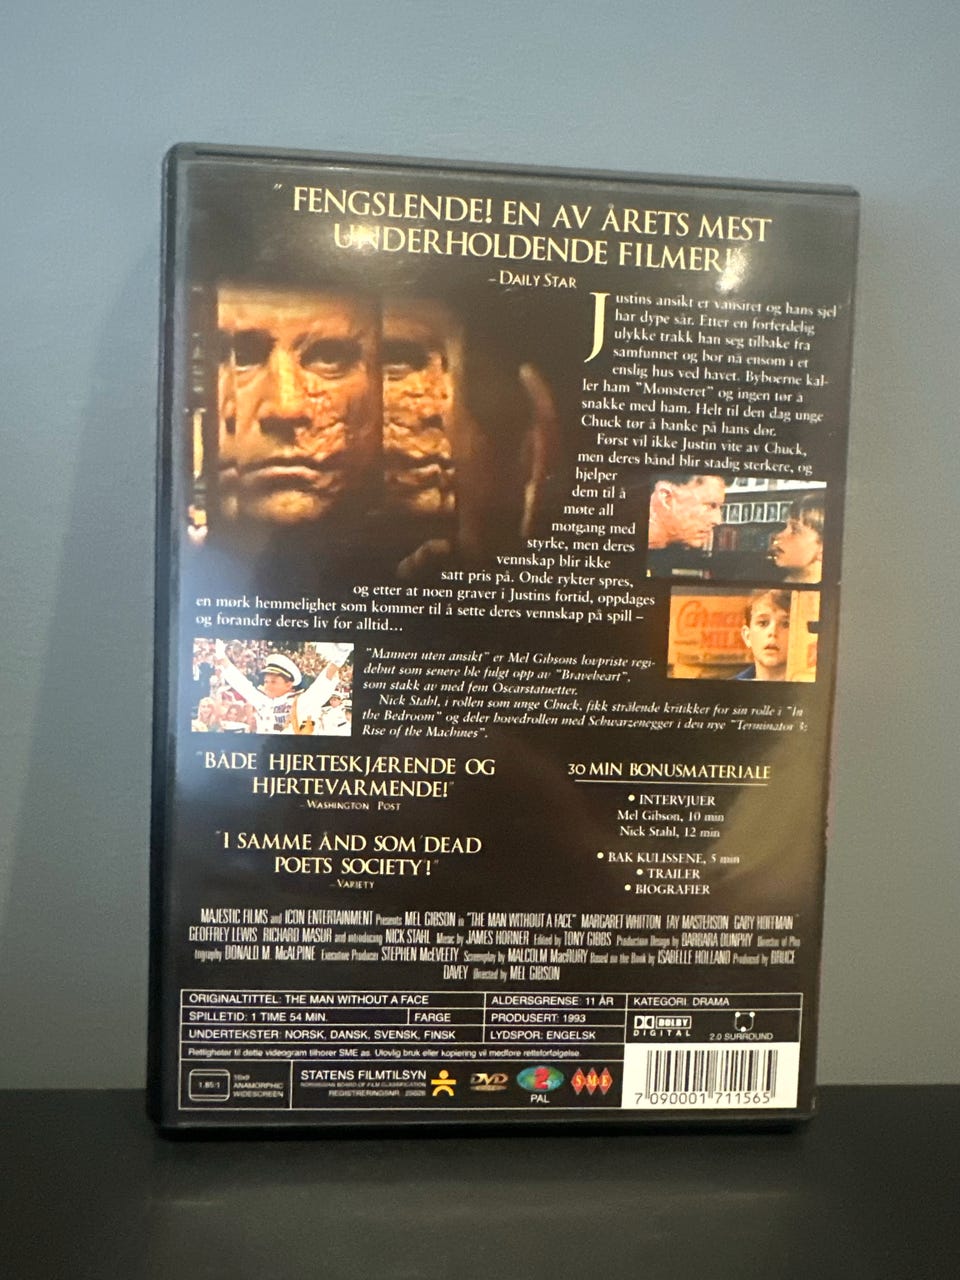 "FENGSLENDE! EN AV ÅRETS MEST
UNDERHOLDENDE FILMER!"
– DAILY STAR
Justins ansikt er vansiret og hans sjel
har dype sår. Etter en forferdelig
ulykke trakk han seg tilbake fra
samfunnet og bor nå ensom i et
enslig hus ved havet. Byboerne kal-
ler ham "Monsteret" og ingen tør å
snakke med ham. Helt til den dag unge
Chuck tør å banke på hans dør.
Først vil ikke Justin vite av Chuck,
men deres bånd blir stadig sterkere, og
hjelper
dem til å
møte all
motgang med
styrke, men deres
vennskap blir ikke
satt pris på. Onde rykter spres,
og etter at noen graver i Justins fortid, oppdages
en mørk hemmelighet som kommer til å sette deres vennskap på spill –
og forandre deres liv for alltid...
"Mannen uten ansikt" er Mel Gibsons lovpriste regi-
debut som senere ble fulgt opp av "Braveheart",
som stakk av med fem Oscarstatuetter.
Nick Stahl, i rollen som unge Chuck, fikk strålende kritikker for sin rolle i "In
the Bedroom" og deler hovedrollen med Schwarzenegger i den nye "Terminator 3:
Rise of the Machines".
"BÅDE HJERTESKJÆRENDE OG
HJERTEVARMENDE!"
– WASHINGTON POST
"I SAMME ÅND SOM 'DEAD
POETS SOCIETY'!"
– VARIETY
30 MIN BONUSMATERIALE
• INTERVJUER
Mel Gibson, 10 min
Nick Stahl, 12 min
• BAK KULISSENE, 5 min
• TRAILER
• BIOGRAFIER
MAJESTIC FILMS and ICON ENTERTAINMENT Presents MEL GIBSON in "THE MAN WITHOUT A FACE" MARGARET WHITTON FAY MASTERSON GABY HOFFMAN
GEOFFREY LEWIS RICHARD MASUR and introducing NICK STAHL Music by JAMES HORNER Edited by TONY GIBBS Production Design by BARBARA DUNPHY Director of Pho
tography DONALD M. McALPINE Executive Producer STEPHEN McEVEETY Screenplay by MALCOLM MacRURY Based on the Book by ISABELLE HOLLAND Produced by BRUCE
DAVEY Directed by MEL GIBSON
ORIGINALTITTEL: THE MAN WITHOUT A FACE
ALDERSGRENSE: 11 ÅR
KATEGORI: DRAMA
SPILLETID: 1 TIME 54 MIN.
FARGE
PRODUSERT: 1993
UNDERTEKSTER: NORSK, DANSK, SVENSK, FINSK
LYDSPOR: ENGELSK
DOLBY
DIGITAL
2.0 SURROUND
Rettigheter til dette videogram tilhører SME as. Ulovlig bruk eller kopiering vil medføre rettsforfølgelse.
1.85:1
16x9
ANAMORPHIC
WIDESCREEN
STATENS FILMTILSYN
NORWEGIAN BOARD OF FILM CLASSIFICATION
REGISTRERINGSNR.
DVD
VIDEO
2
PAL
SME
7 090001 711565